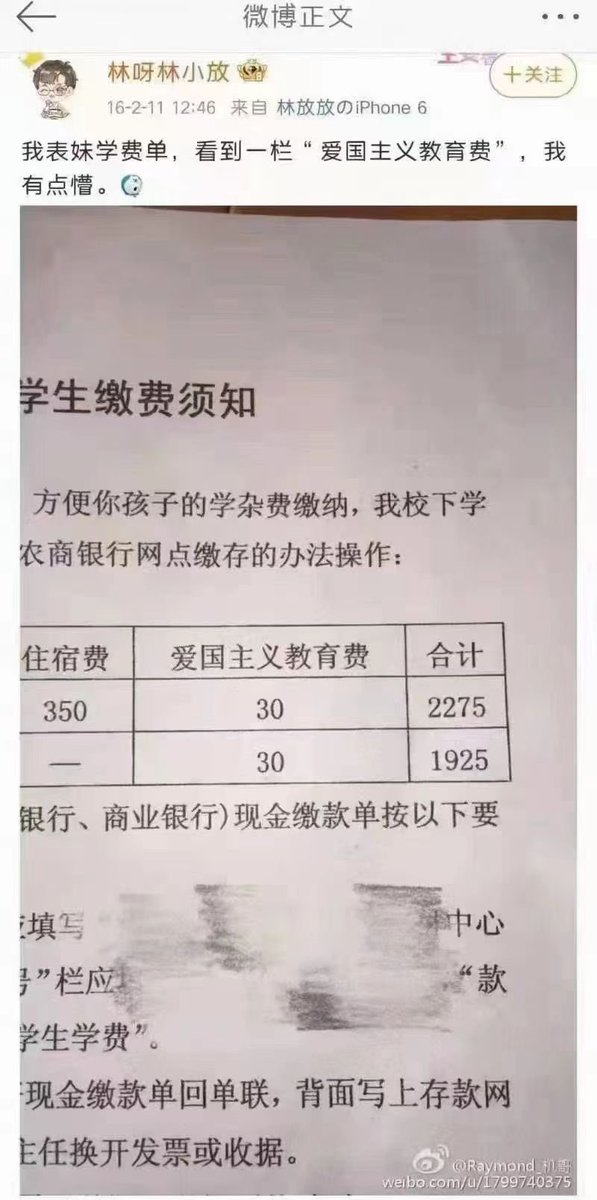 微博正文
林呀林小放
+关注
16-2-11 12:46 来自 林放放のiPhone 6
我表妹学费单，看到一栏“爱国主义教育费”，我
有点懵。
学生缴费须知
方便你孩子的学杂费缴纳，我校下学
农商银行网点缴存的办法操作：
住宿费 爱国主义教育费 合计
350 30 2275
— 30 1925
银行、商业银行)现金缴款单按以下要
填写 中心
号”栏应 “款
学生学费”。
现金缴款单回单联，背面写上存款网
主任换开发票或收据。
@Raymond_机哥
weibo.com/u/1799740375